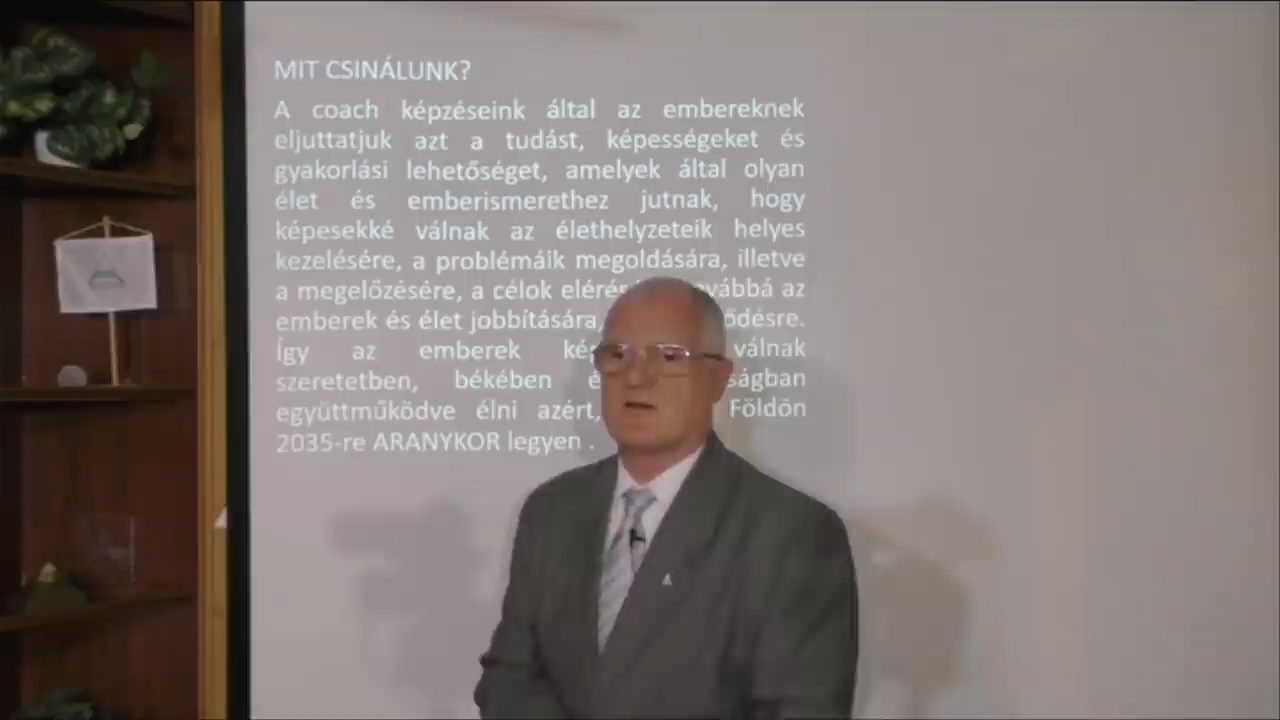 MIT CSINÁLUNK?
A coach képzéseink által az embereknek
eljuttatjuk azt a tudást, képességeket és
gyakorlási lehetőséget, amelyek által olyan
élet és emberismerethez jutnak, hogy
képesekké válnak az élethelyzeteik helyes
kezelésére, a problémáik megoldására, illetve
a megelőzésére, a célok az
emberek és élet jobbítására,
Így az emberek válnak
szeretetben, békében
együttműködve élni azért, Földön
2035-re ARANYKOR legyen .